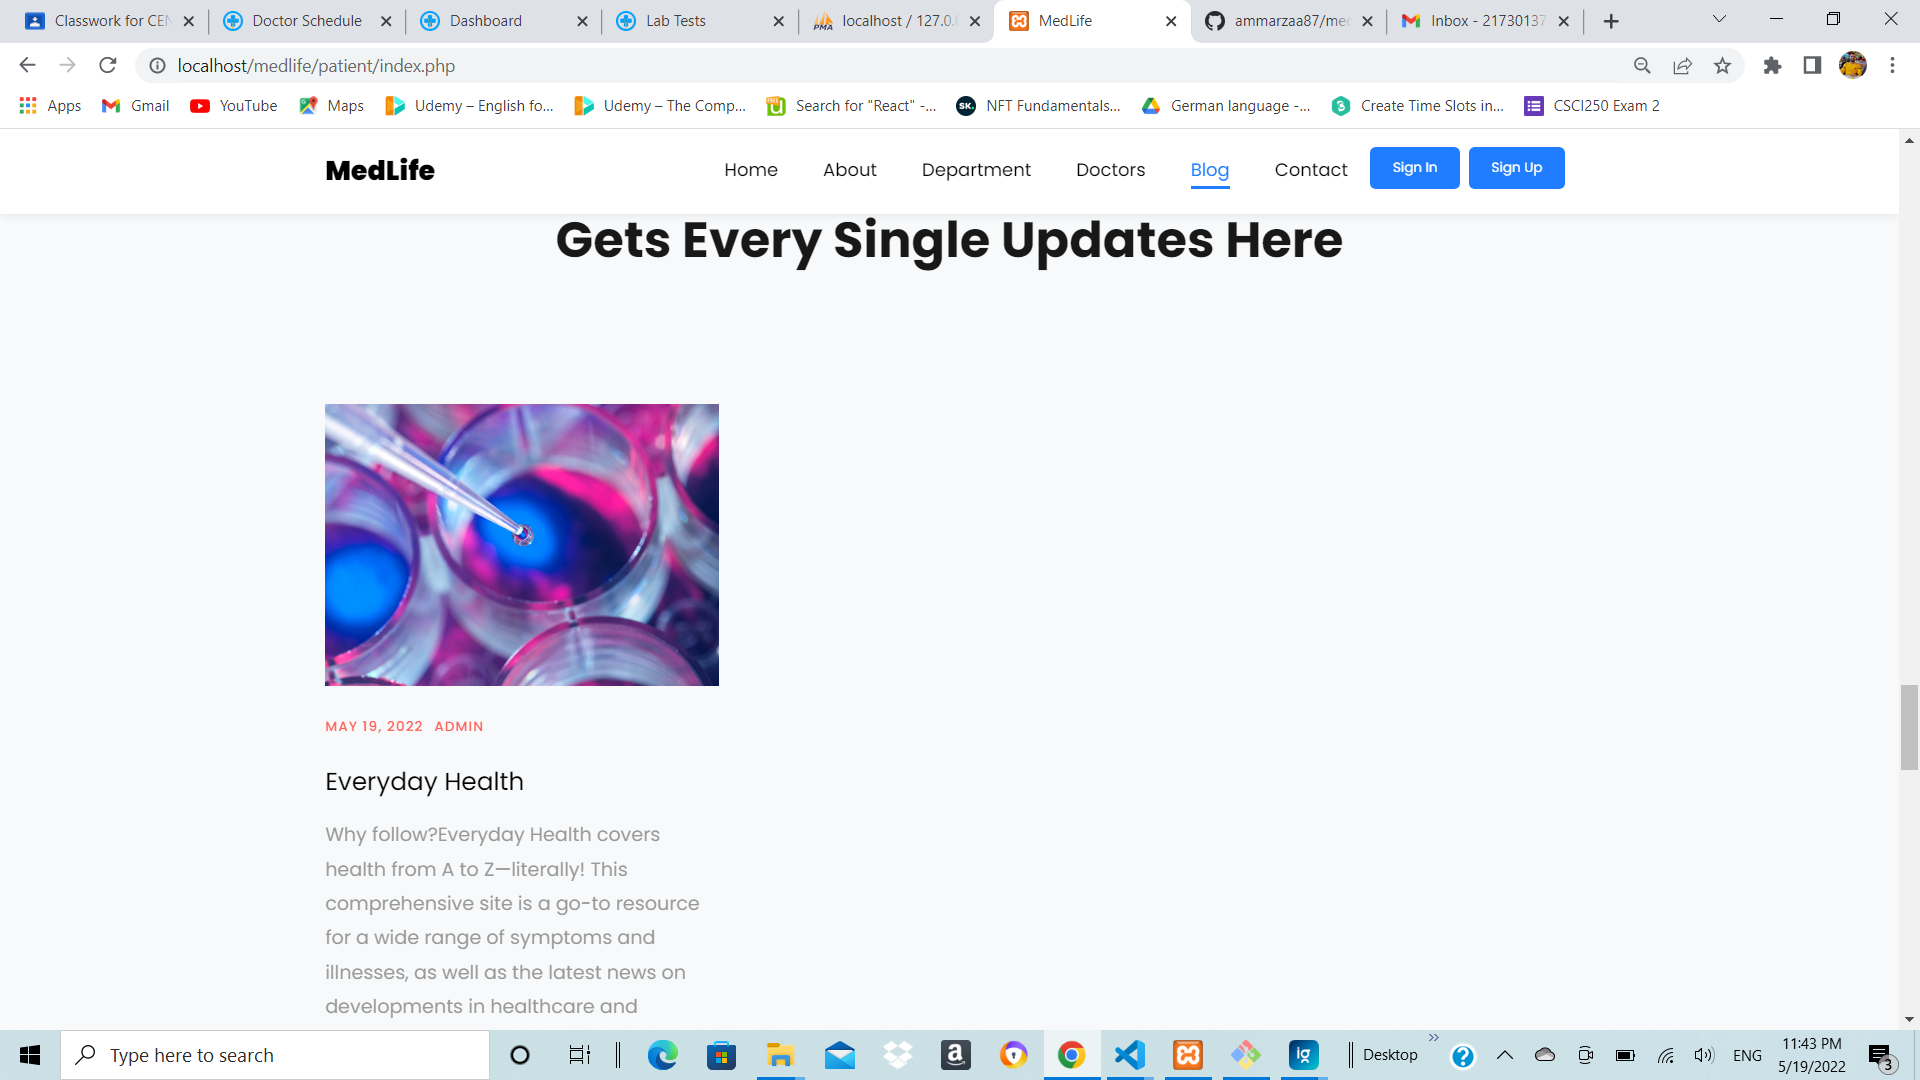 Classwork for CEN
Doctor Schedule
Dashboard
Lab Tests
PMA
localhost / 127.0.0
MedLife
ammarzaa87/med
Inbox - 21730137
localhost/medlife/patient/index.php
Apps
Gmail
YouTube
Maps
Udemy – English fo...
Udemy – The Comp...
Search for "React" -...
SK.
NFT Fundamentals...
German language -...
Create Time Slots in...
CSCI250 Exam 2
MedLife
Home
About
Department
Doctors
Blog
Contact
Sign In
Sign Up
Gets Every Single Updates Here
MAY 19, 2022 ADMIN
Everyday Health
Why follow?Everyday Health covers
health from A to Z—literally! This
comprehensive site is a go-to resource
for a wide range of symptoms and
illnesses, as well as the latest news on
developments in healthcare and
Type here to search
a
ig
Desktop
ENG
11:43 PM
5/19/2022
3